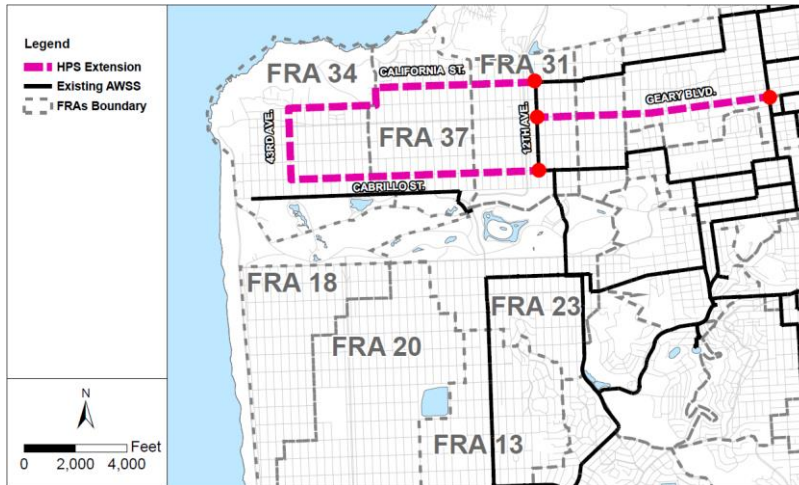 Legend
HPS Extension
Existing AWSS
FRAs Boundary
N
Feet
0 2,000 4,000
FRA 34
CALIFORNIA ST.
FRA 31
GEARY BLVD.
43RD AVE.
FRA 37
12TH AVE.
CABRILLO ST.
FRA 18
FRA 23
FRA 20
FRA 13